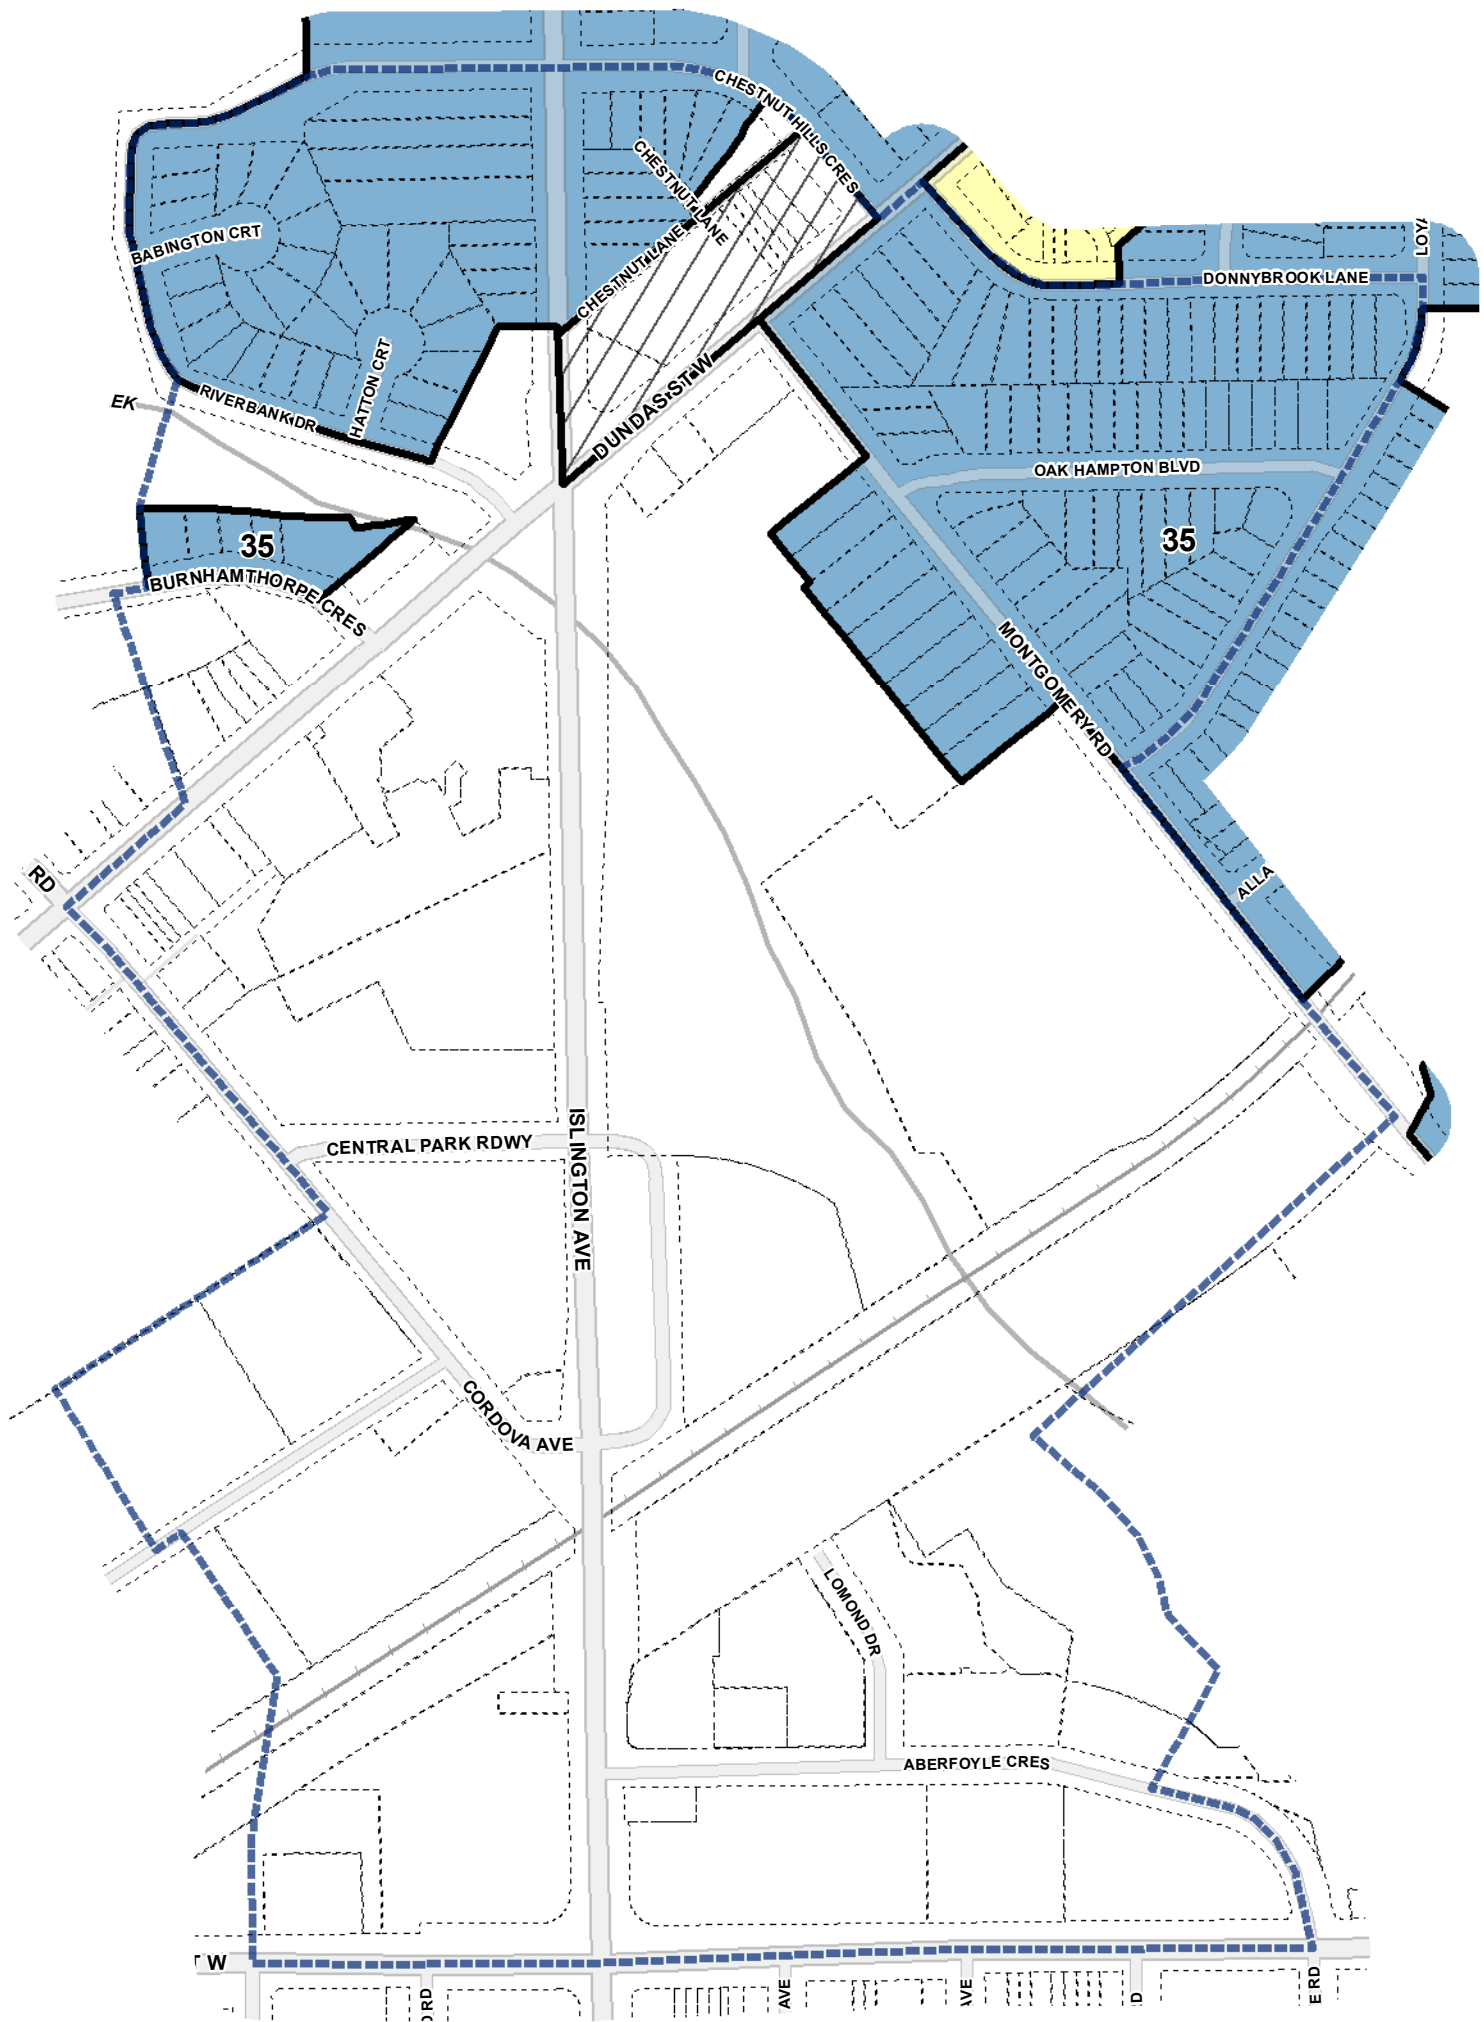 CHESTNUT HILLS CRES
CHESTNUT LANE
CHESTNUT LANE
BABINGTON CRT
LOYA
DONNYBROOK LANE
HATTON CRT
RIVERBANK DR
EK
DUNDAS ST W
OAK HAMPTON BLVD
35
35
BURNHAMTHORPE CRES
MONTGOMERY RD
RD
ALLA
ISLINGTON AVE
CENTRAL PARK RDWY
CORDOVA AVE
LOMOND DR
ABERFOYLE CRES
W
RD
AVE
AVE
D
E RD